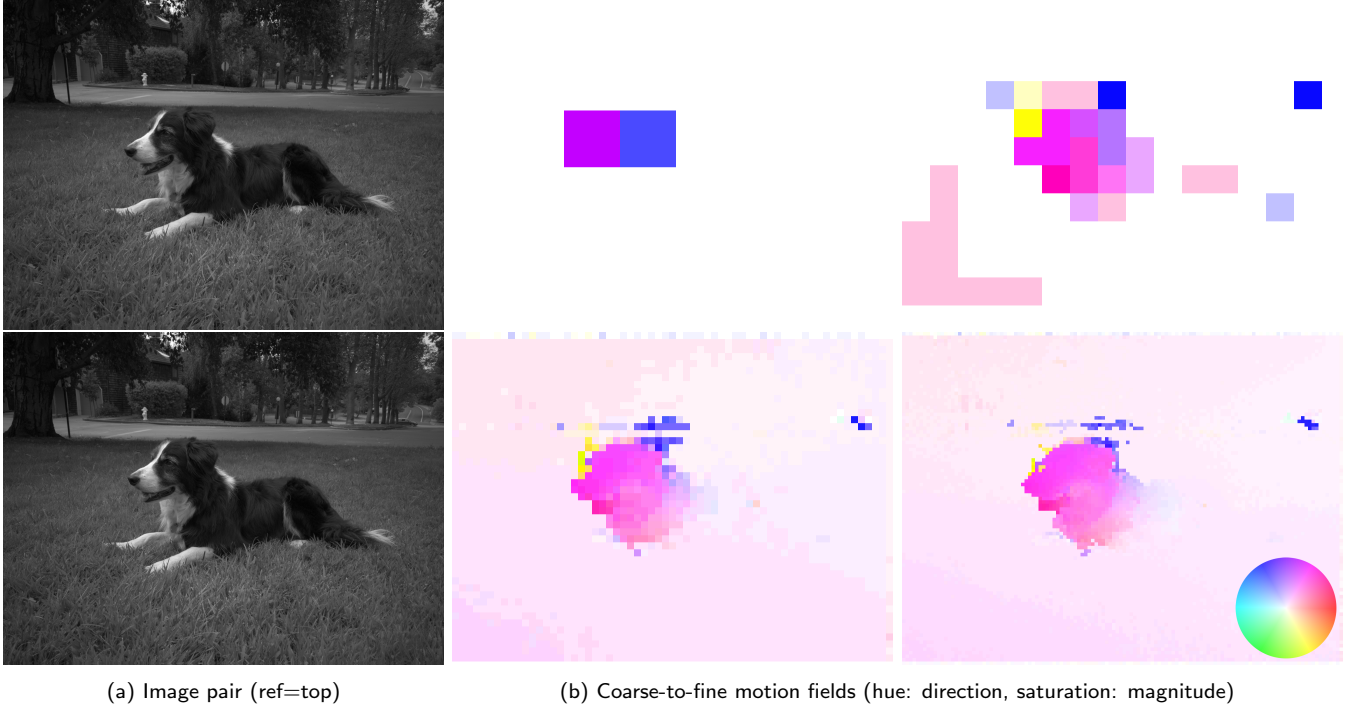 (a) Image pair (ref=top)
(b) Coarse-to-fine motion fields (hue: direction, saturation: magnitude)